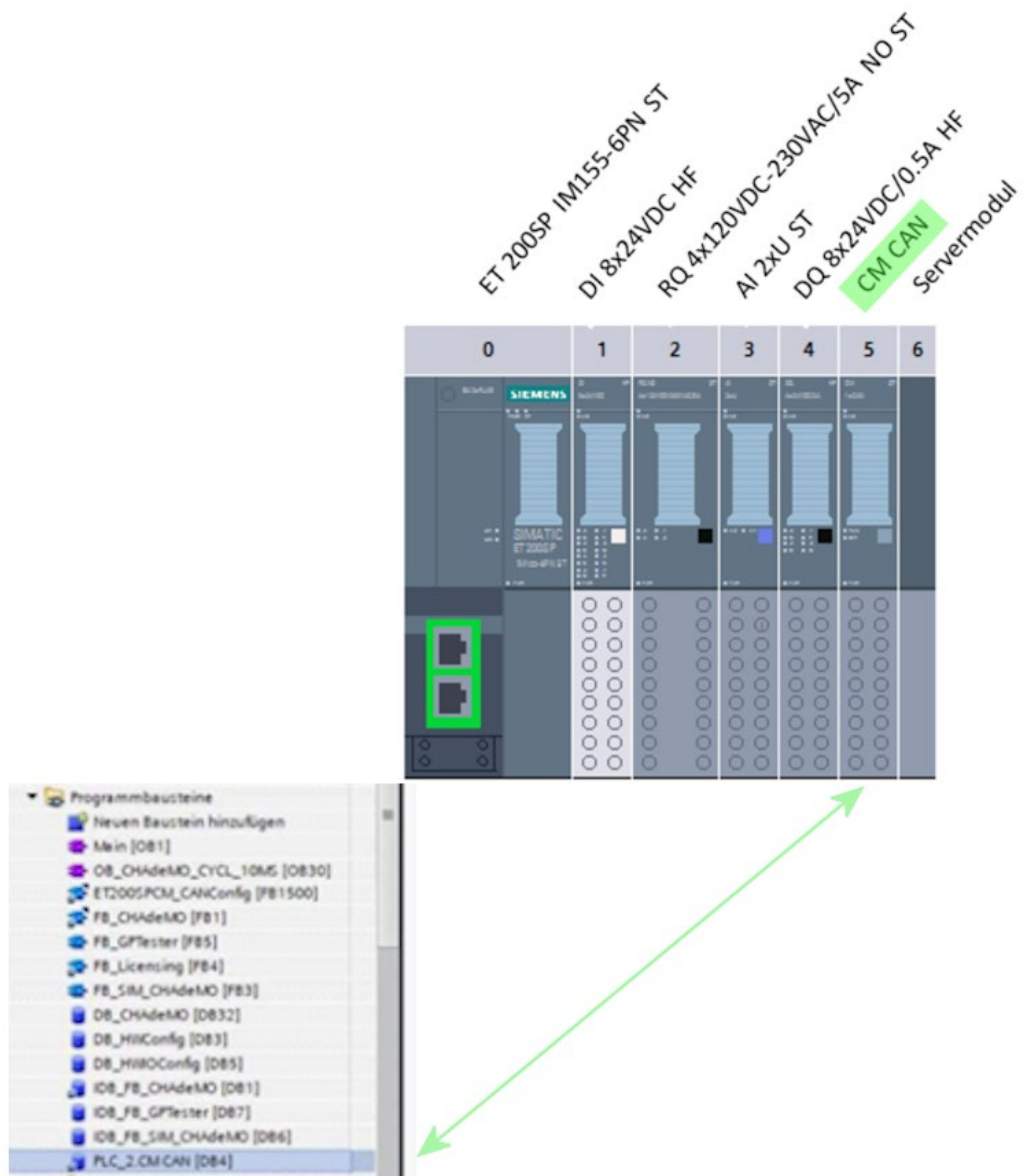 ET 200SP IM155-6PN ST
DI 8x24VDC HF
RQ 4x120VDC-230VAC/5A NO ST
AI 2xU ST
DQ 8x24VDC/0.5A HF
CM CAN
Servermodul
0 1 2 3 4 5 6
SIEMENS
SIMATIC
ET 200SP
Programmbausteine
Neuen Baustein hinzufügen
Main [OB1]
OB_CHAdeMO_CYCL_10MS [OB30]
ET200SPCM_CANConfig [FB1500]
FB_CHAdeMO [FB1]
FB_GPTester [FB5]
FB_Licensing [FB4]
FB_SIM_CHAdeMO [FB3]
DB_CHAdeMO [DB32]
DB_HWConfig [DB3]
DB_HWIOConfig [DB5]
IDB_FB_CHAdeMO [DB1]
IDB_FB_GPTester [DB7]
IDB_FB_SIM_CHAdeMO [DB6]
PLC_2.CM CAN [DB4]